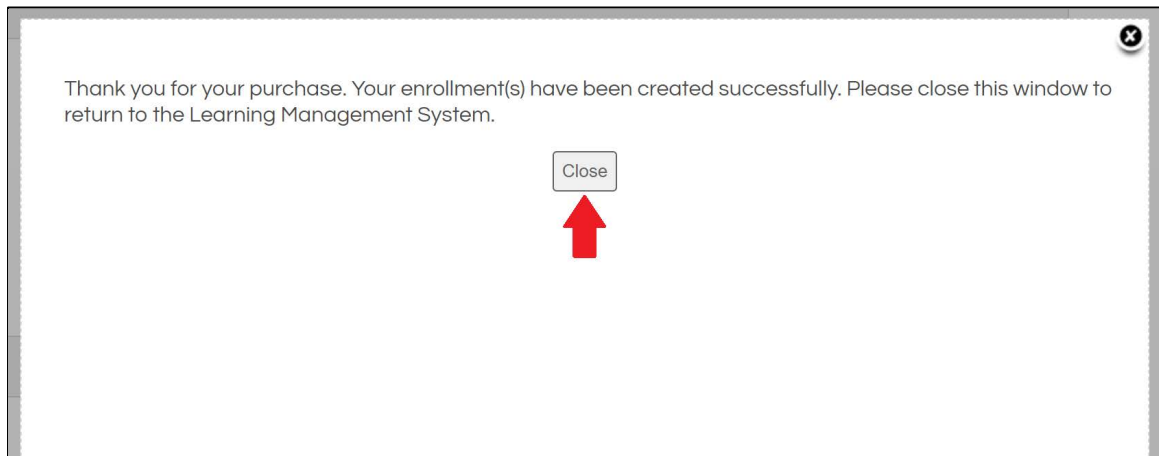 Thank you for your purchase. Your enrollment(s) have been created successfully. Please close this window to
return to the Learning Management System.
Close